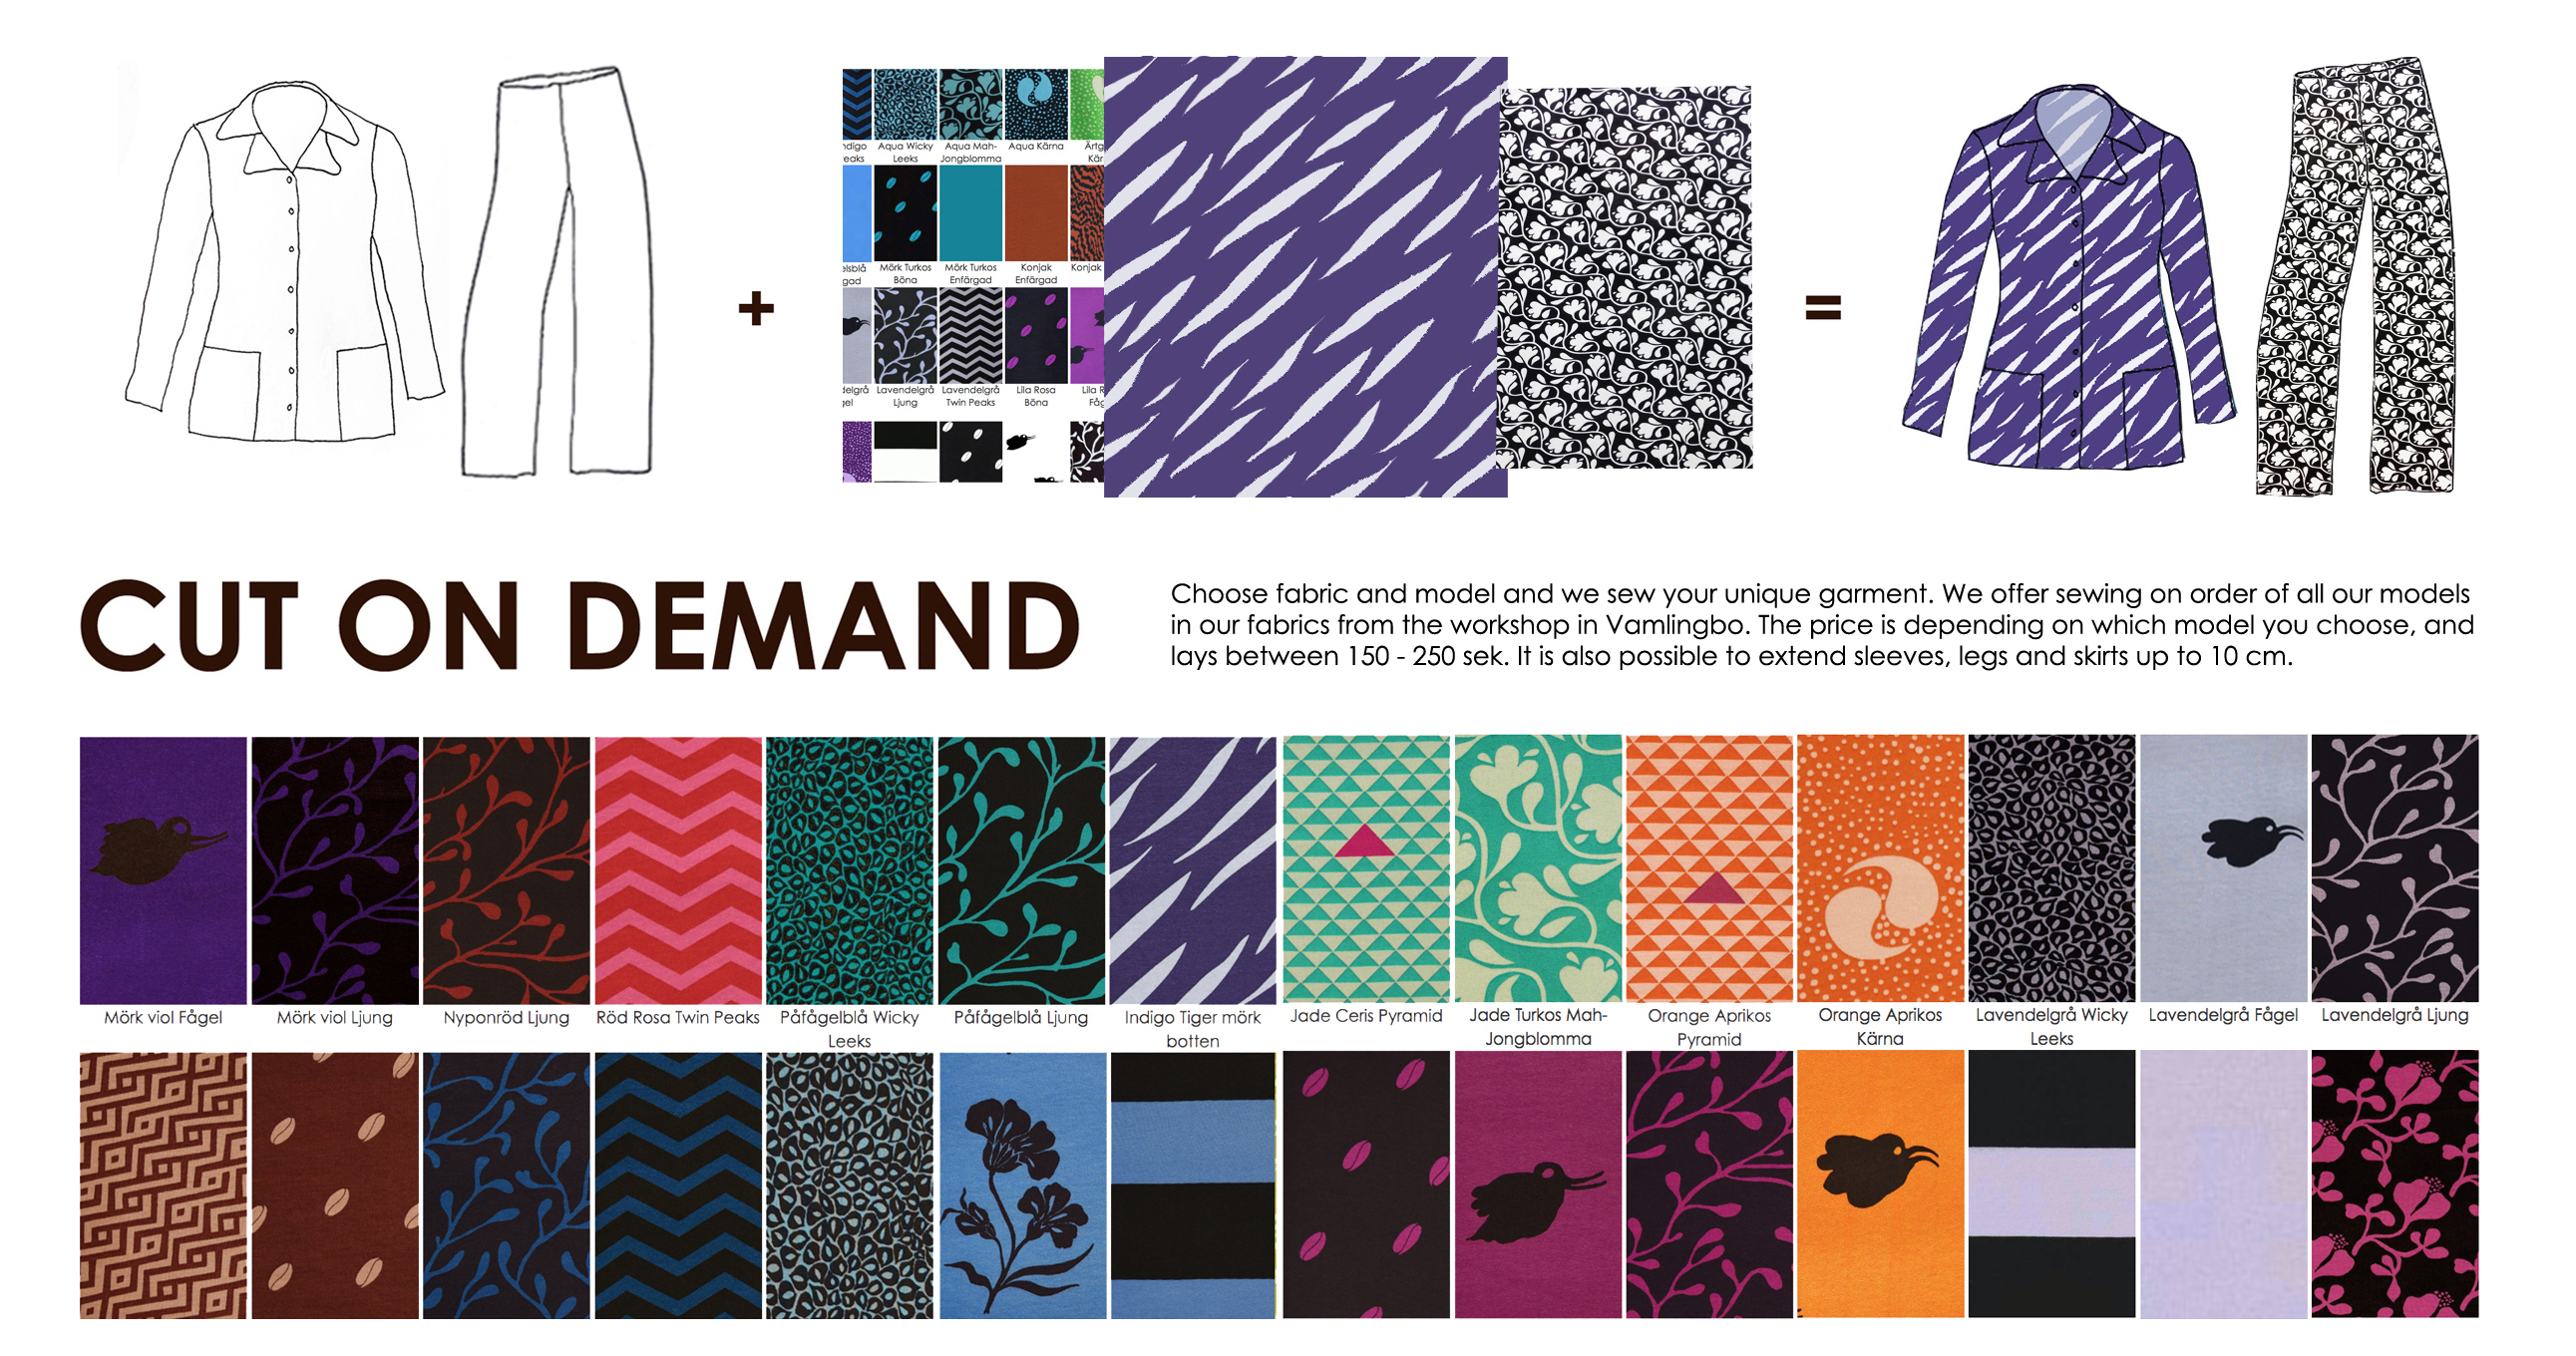 Aqua Wicky
Leeks
Aqua Mah-
Jongblomma
Aqua Kärna
Mörk Turkos
Böna
Mörk Turkos
Enfärgad
Konjak
Enfärgad
Konjak
Lavendelgrå
Ljung
Lavendelgrå
Twin Peaks
Lila Rosa
Böna
+
=
CUT ON DEMAND
Choose fabric and model and we sew your unique garment. We offer sewing on order of all our models
in our fabrics from the workshop in Vamlingbo. The price is depending on which model you choose, and
lays between 150 - 250 sek. It is also possible to extend sleeves, legs and skirts up to 10 cm.
Mörk viol Fågel
Mörk viol Ljung
Nyponröd Ljung
Röd Rosa Twin Peaks
Påfågelblå Wicky
Leeks
Påfågelblå Ljung
Indigo Tiger mörk
botten
Jade Ceris Pyramid
Jade Turkos Mah-
Jongblomma
Orange Aprikos
Pyramid
Orange Aprikos
Kärna
Lavendelgrå Wicky
Leeks
Lavendelgrå Fågel
Lavendelgrå Ljung